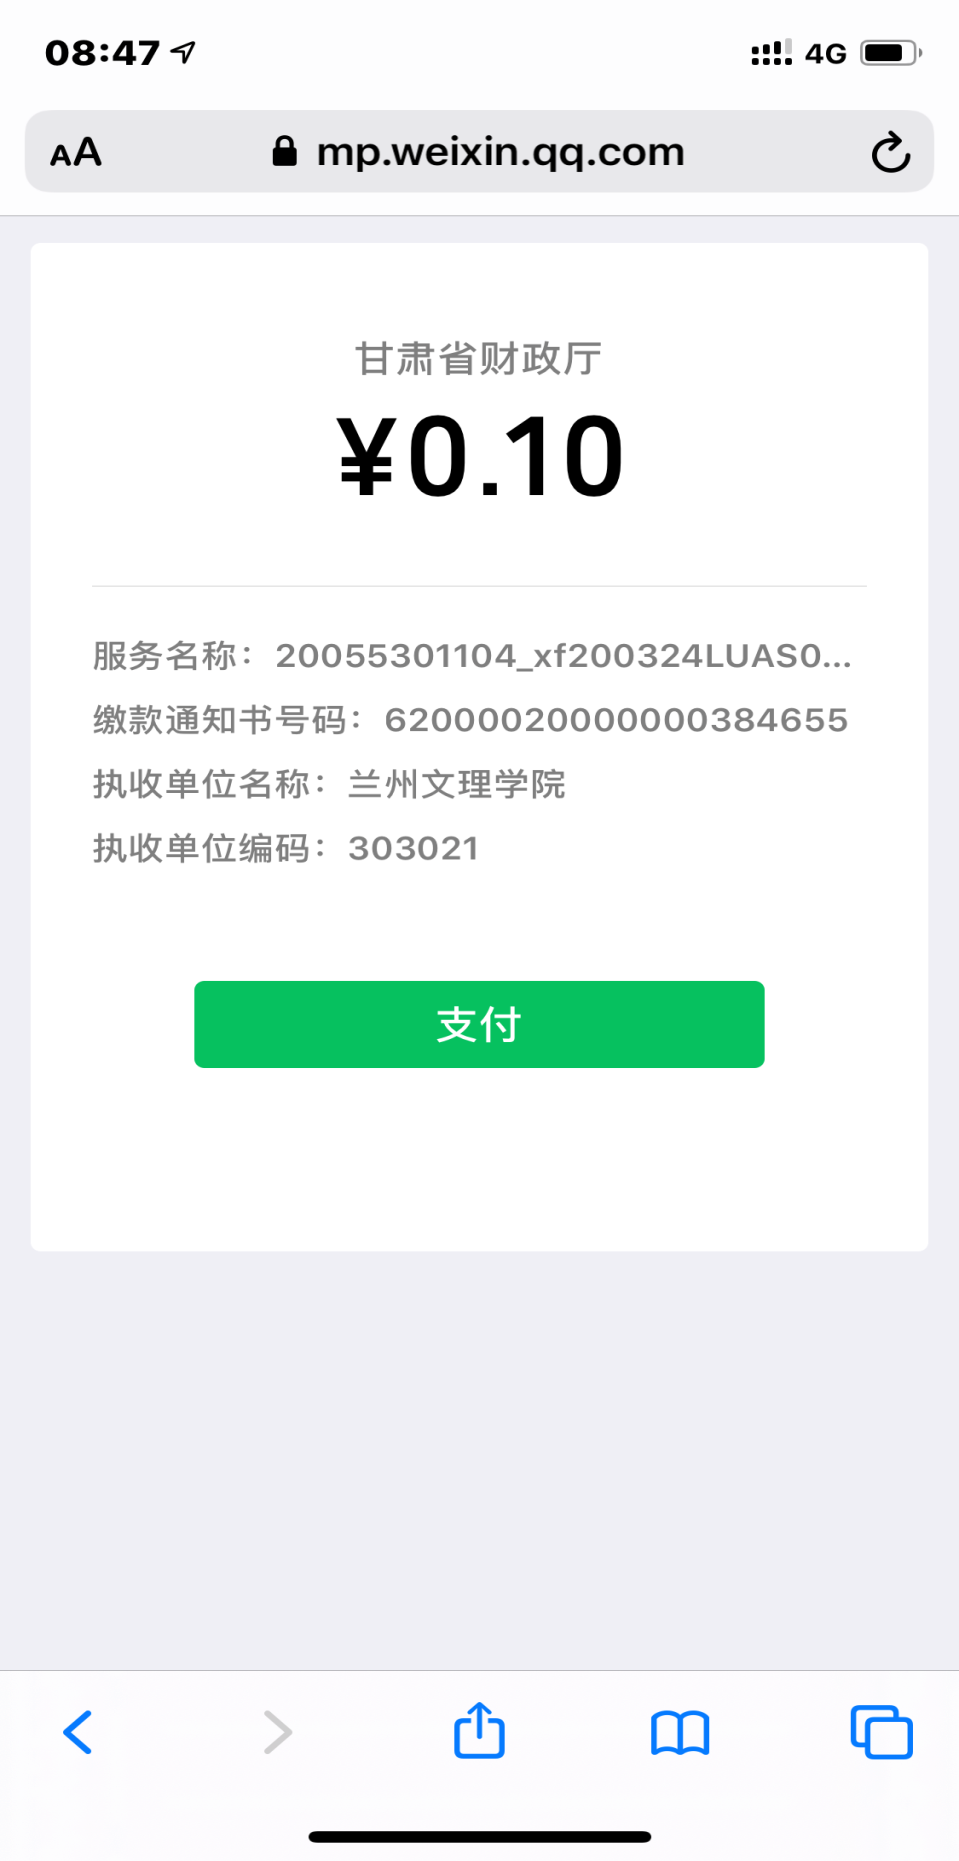 08:47
4G
AA
mp.weixin.qq.com
甘肃省财政厅
¥0.10
服务名称：20055301104_xf200324LUAS0...
缴款通知书号码：62000020000000384655
执收单位名称：兰州文理学院
执收单位编码：303021
支付